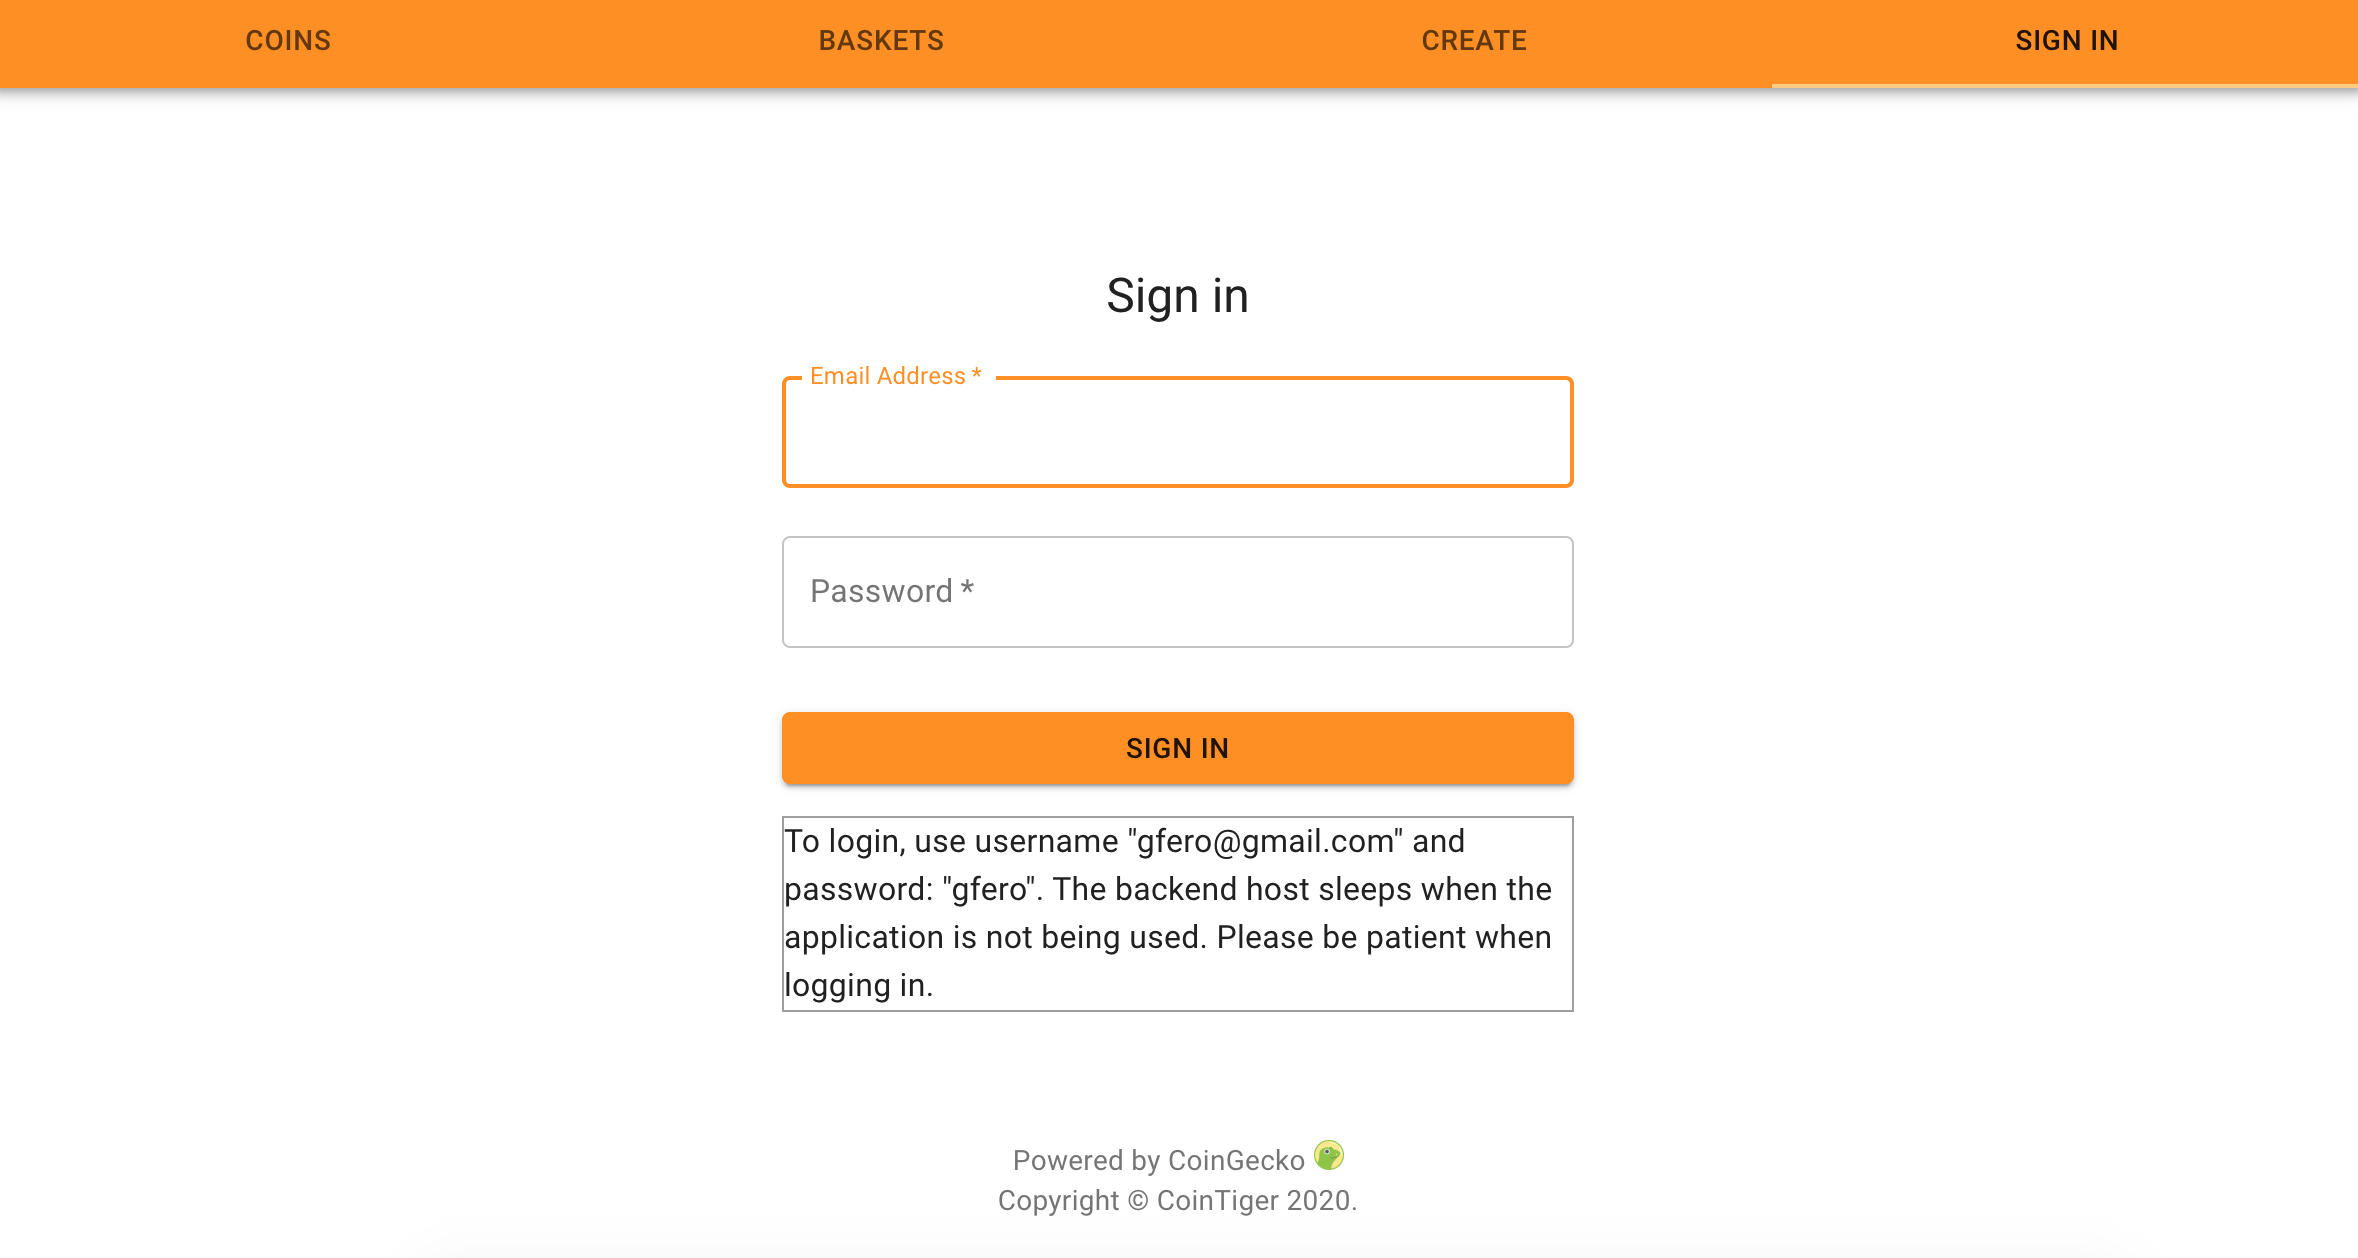 COINS BASKETS CREATE SIGN IN
Sign in
Email Address *
Password *
SIGN IN
To login, use username "gfero@gmail.com" and
password: "gfero". The backend host sleeps when the
application is not being used. Please be patient when
logging in.
Powered by CoinGecko
Copyright © CoinTiger 2020.